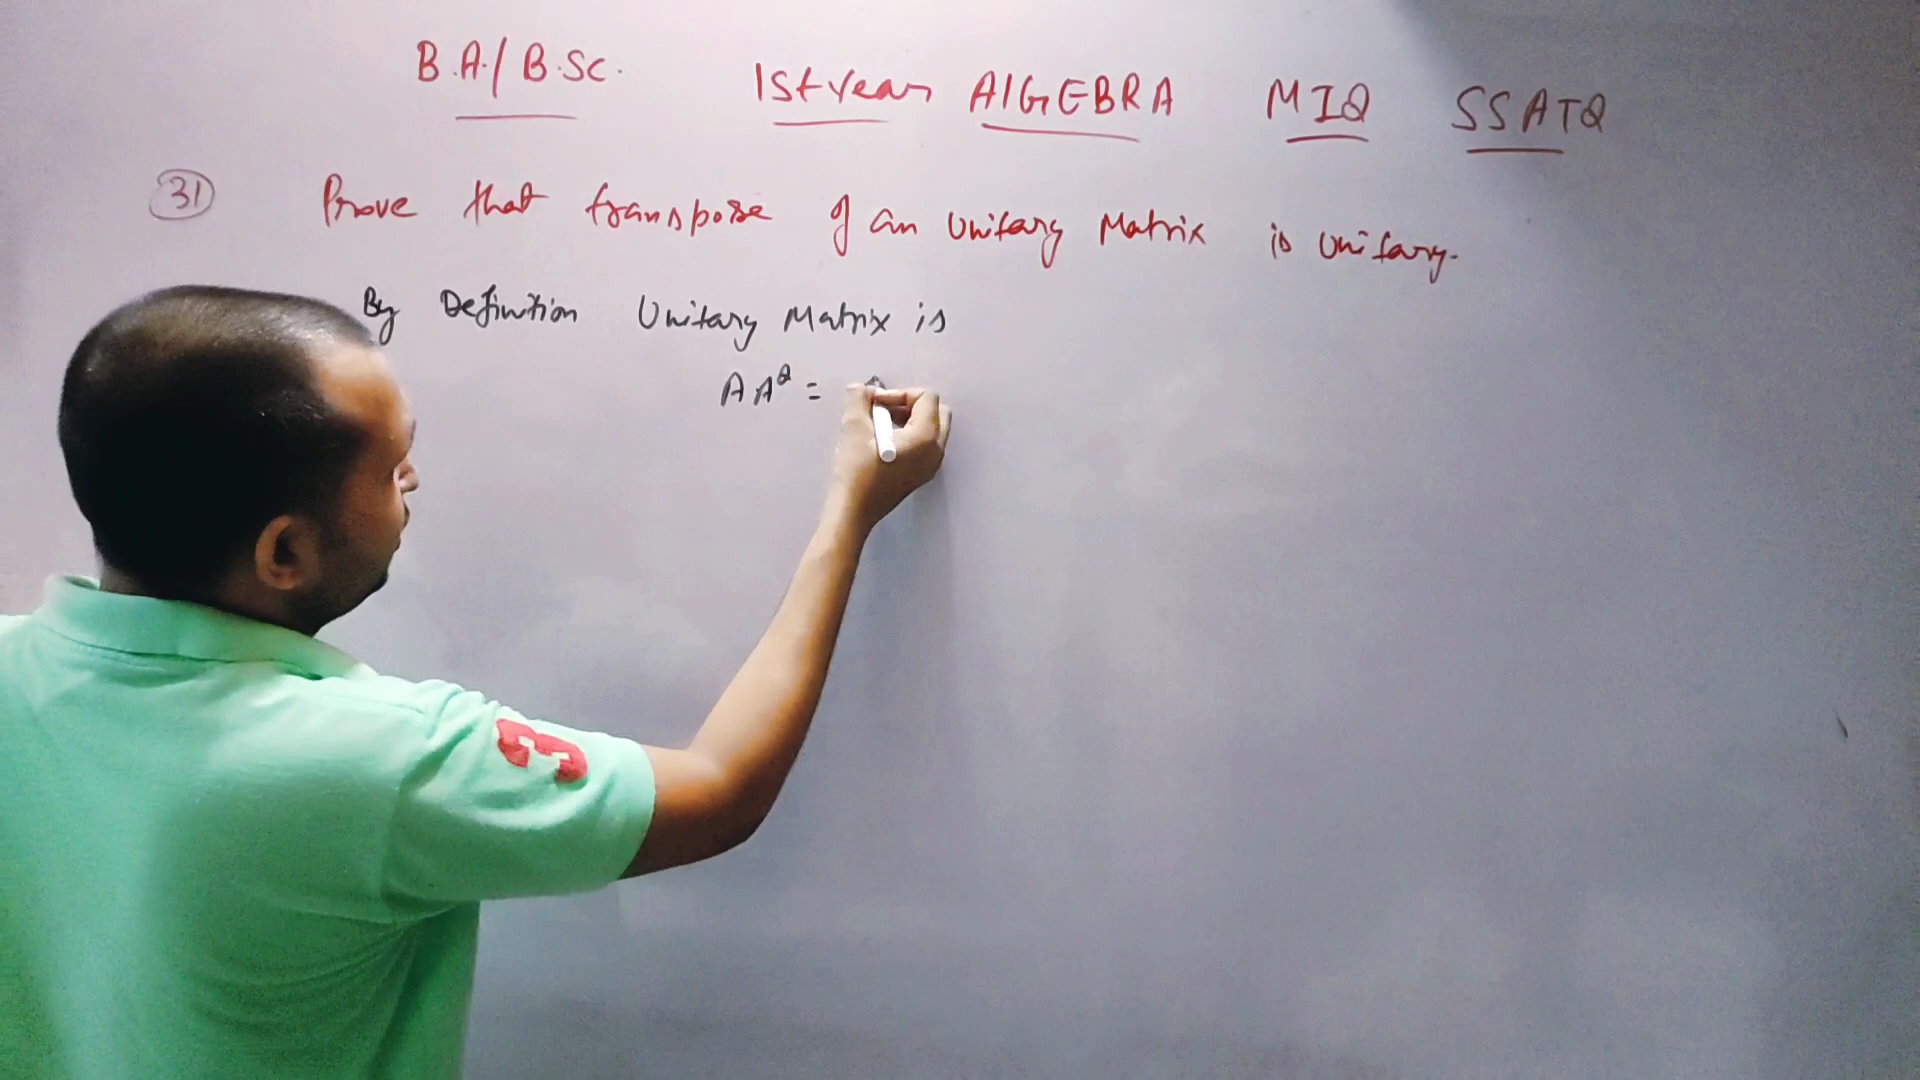 B.A./B.Sc. 1st year AlGEBRA MIQ SSATQ
31 Prove that transpose of an Unitary Matrix is unitary.
By Definition Unitary Matrix is
A A^θ =
3